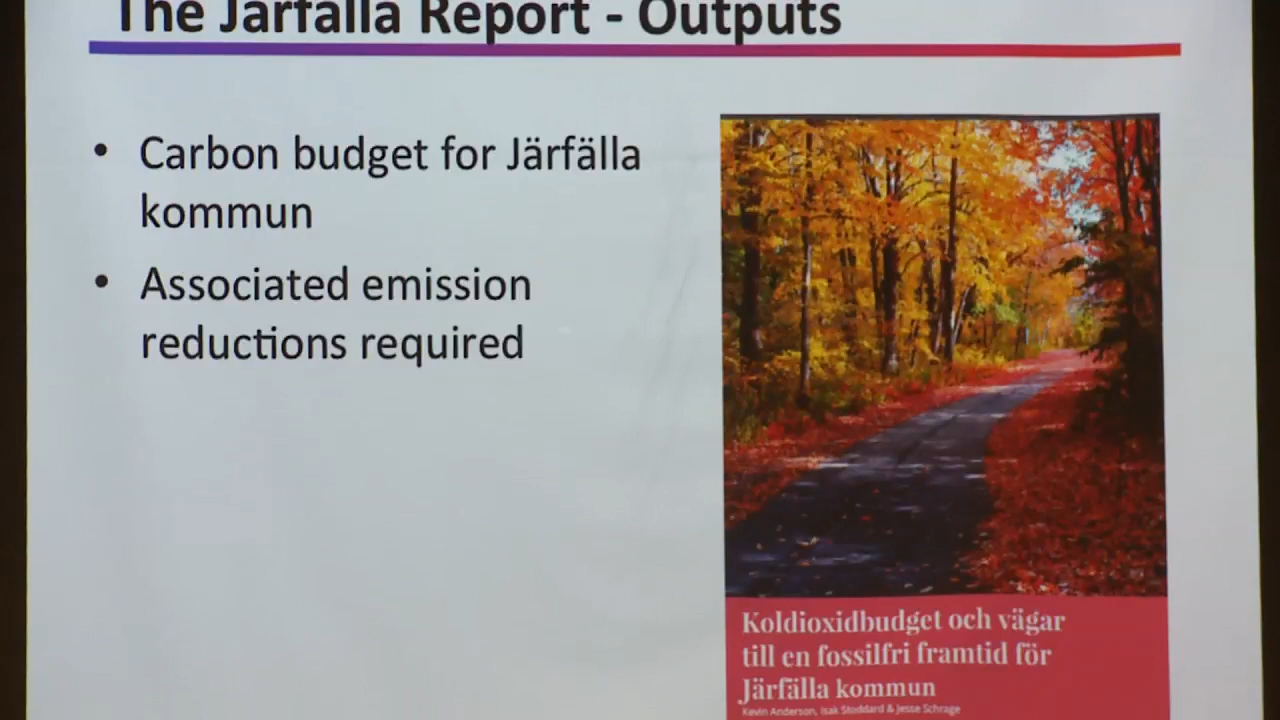 The Järfälla Report - Outputs
• Carbon budget for Järfälla
kommun
• Associated emission
reductions required
Koldioxidbudget och vägar
till en fossilfri framtid för
Järfälla kommun
Kevin Anderson, Isak Stoddard & Jesse Schrage